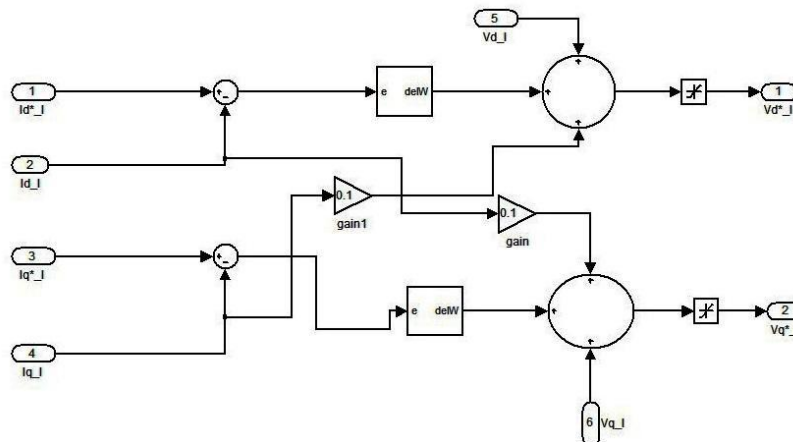 5
Vd_I
1
Id*_I
+
-
e delW
+
+
+
1
Vd*_I
2
Id_I
0.1
gain1
0.1
gain
3
Iq*_I
+
-
e delW
+
+
+
2
Vq*_
4
Iq_I
6
Vq_I